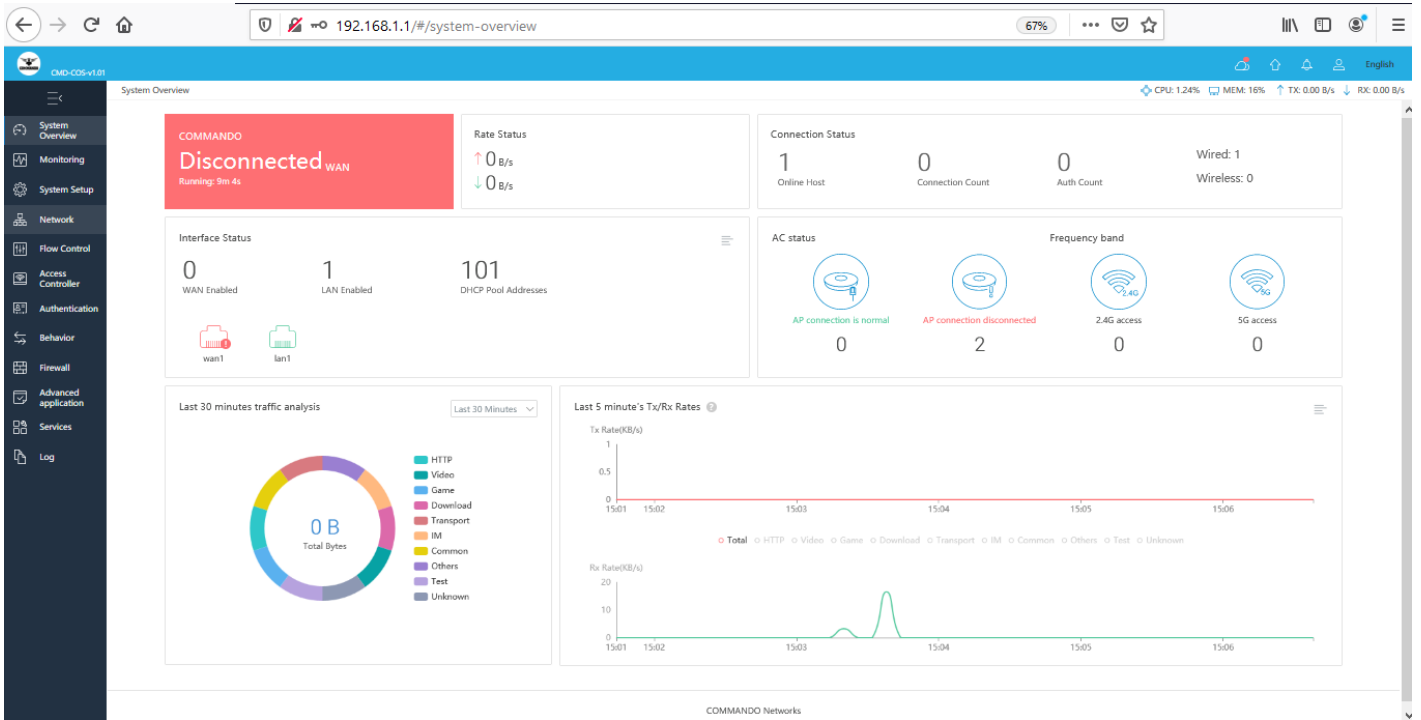 192.168.1.1/#/system-overview
67%
CMD-COS-v1.01
English
System Overview
CPU: 1.24% MEM: 16% TX: 0.00 B/s RX: 0.00 B/s
System
Overview
Monitoring
System Setup
Network
Flow Control
Access
Controller
Authentication
Behavior
Firewall
Advanced
application
Services
Log
COMMANDO
Disconnected WAN
Running: 9m 4s
Rate Status
0 B/s
0 B/s
Connection Status
1
Online Host
0
Connection Count
0
Auth Count
Wired: 1
Wireless: 0
Interface Status
0
WAN Enabled
1
LAN Enabled
101
DHCP Pool Addresses
wan1
lan1
AC status
Frequency band
2.4G
5G
AP connection is normal
AP connection disconnected
2.4G access
5G access
0
2
0
0
Last 30 minutes traffic analysis
Last 30 Minutes
0 B
Total Bytes
HTTP
Video
Game
Download
Transport
IM
Common
Others
Test
Unknown
Last 5 minute's Tx/Rx Rates
Tx Rate(KB/s)
1
0.5
0
15:01 15:02 15:03 15:04 15:05 15:06
Total HTTP Video Game Download Transport IM Common Others Test Unknown
Rx Rate(KB/s)
20
10
0
15:01 15:02 15:03 15:04 15:05 15:06
COMMANDO Networks